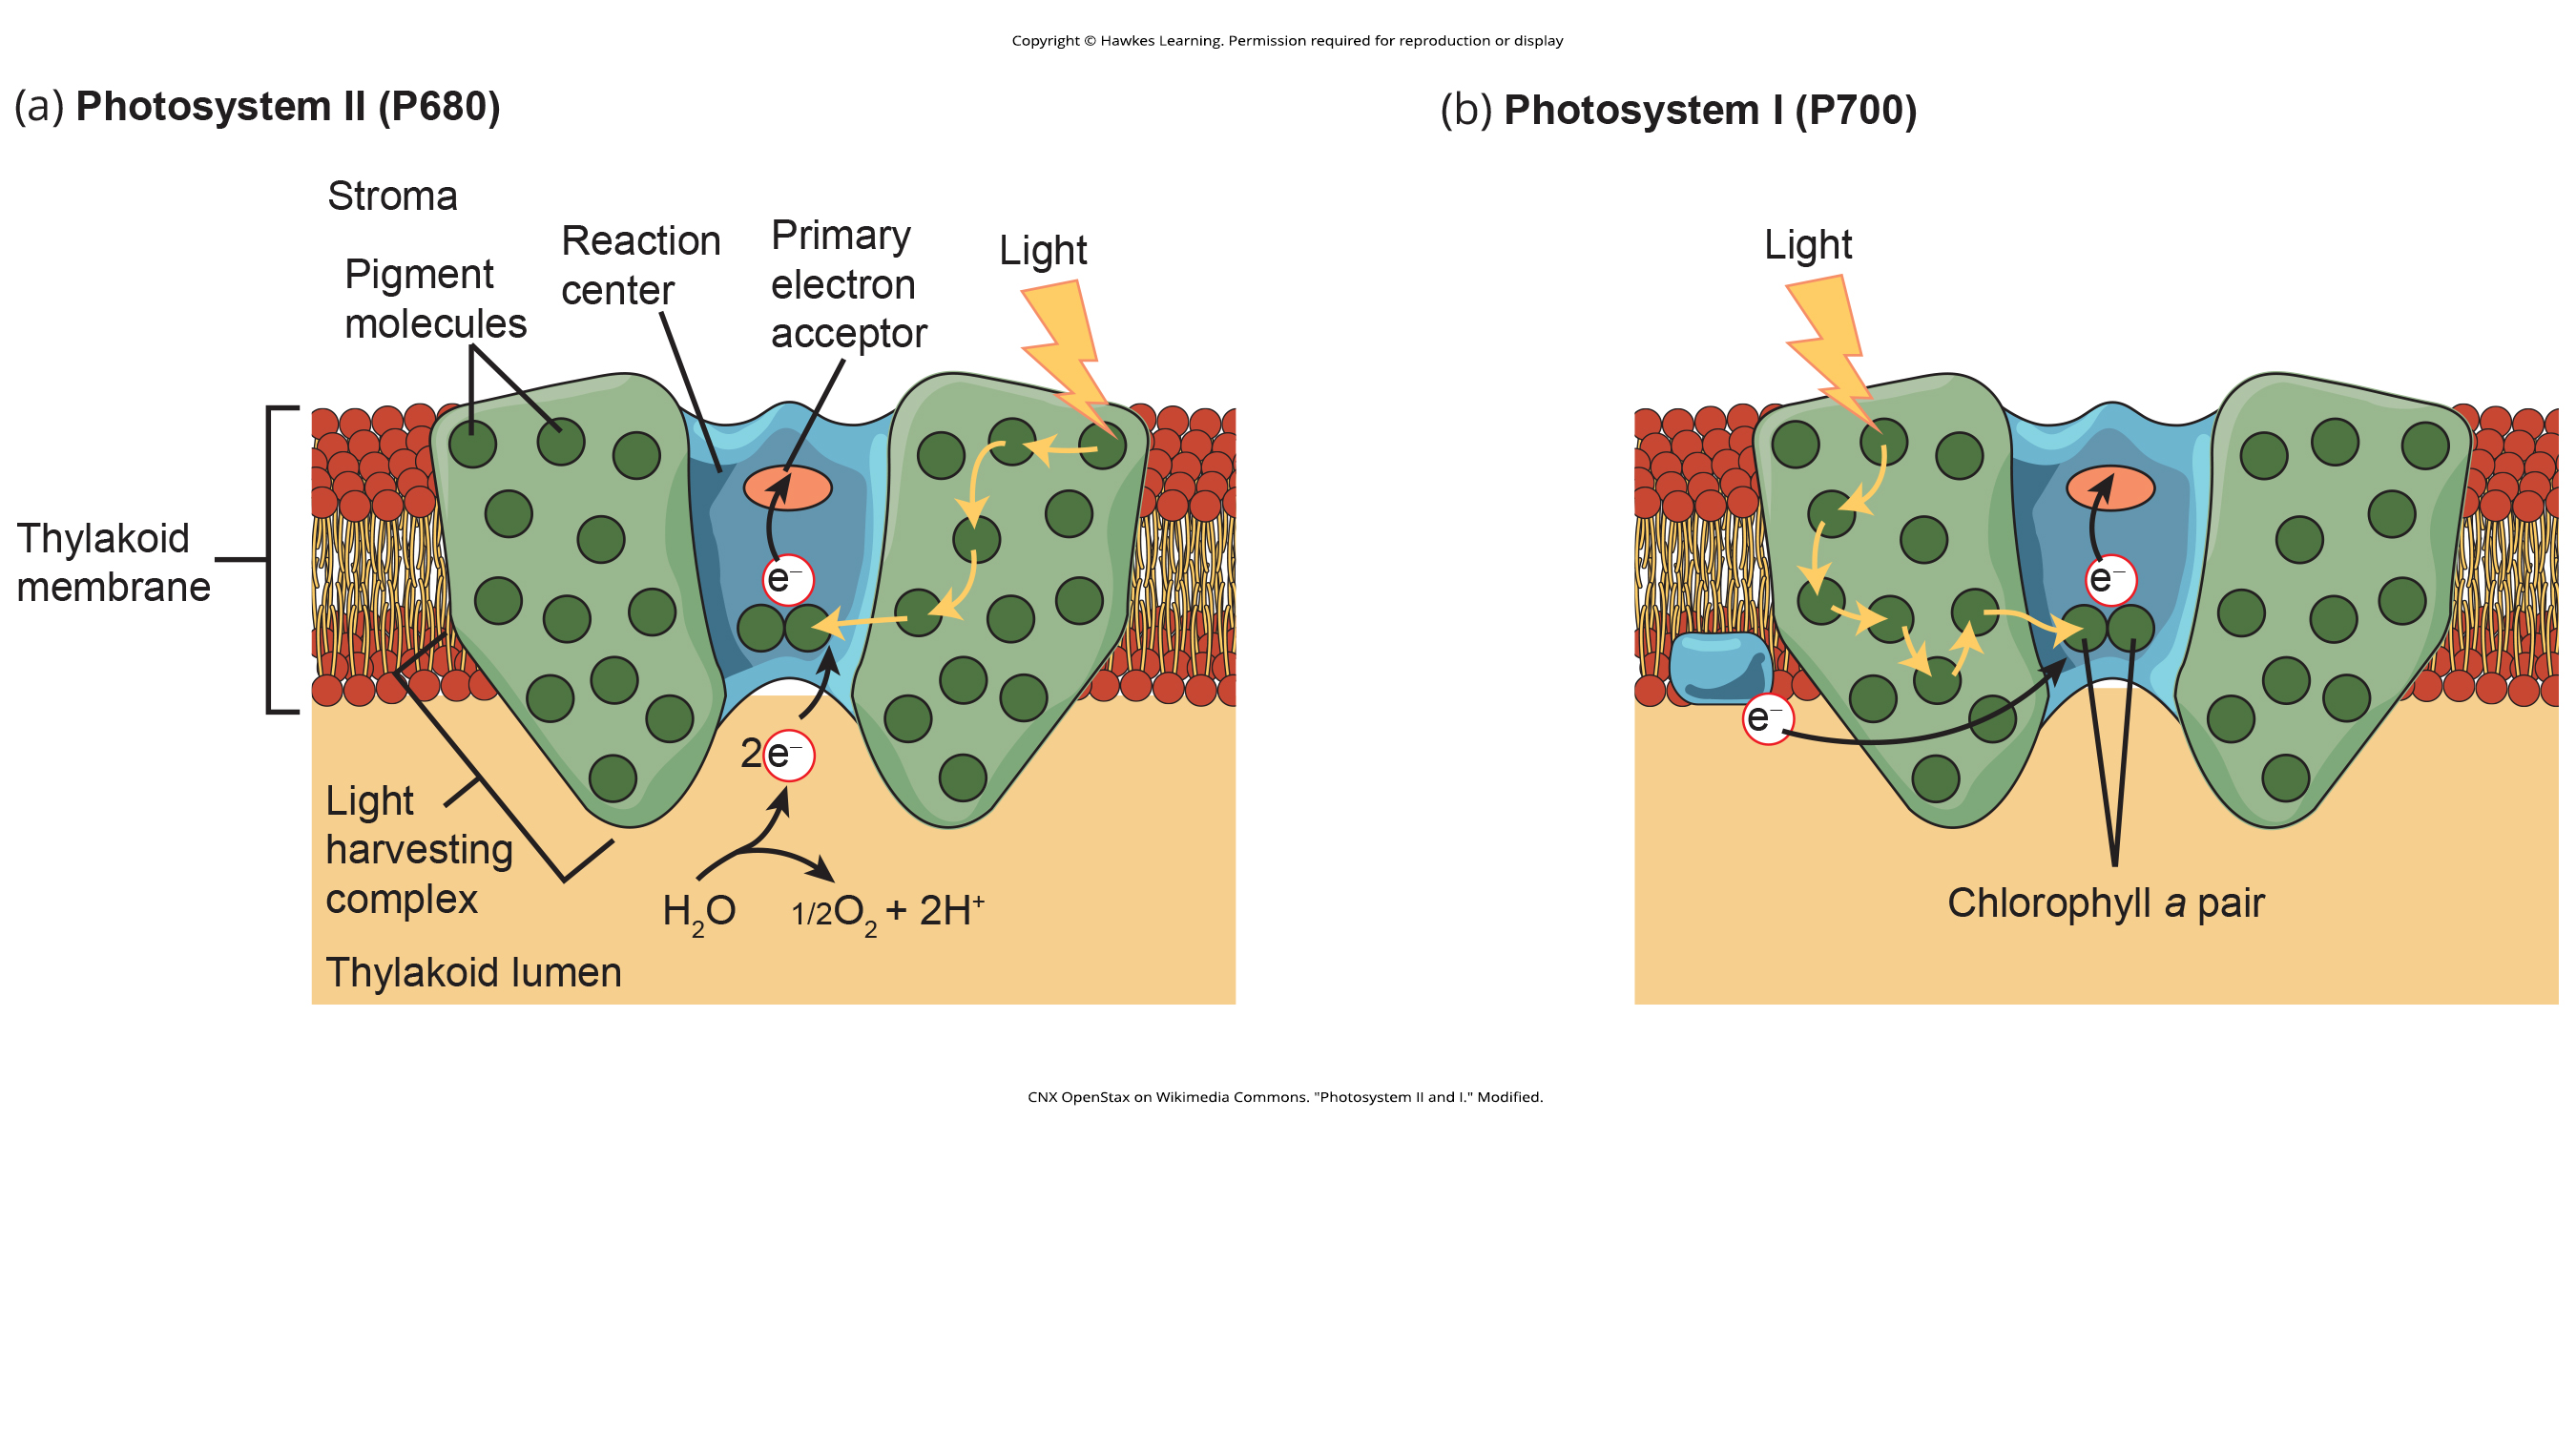 Copyright © Hawkes Learning. Permission required for reproduction or display
(a) Photosystem II (P680)
Stroma
Pigment
molecules
Reaction
center
Primary
electron
acceptor
Light
Thylakoid
membrane
e⁻
2e⁻
Light
harvesting
complex
H₂O
1/2O₂ + 2H⁺
Thylakoid lumen
(b) Photosystem I (P700)
Light
e⁻
e⁻
Chlorophyll a pair
CNX OpenStax on Wikimedia Commons. "Photosystem II and I." Modified.